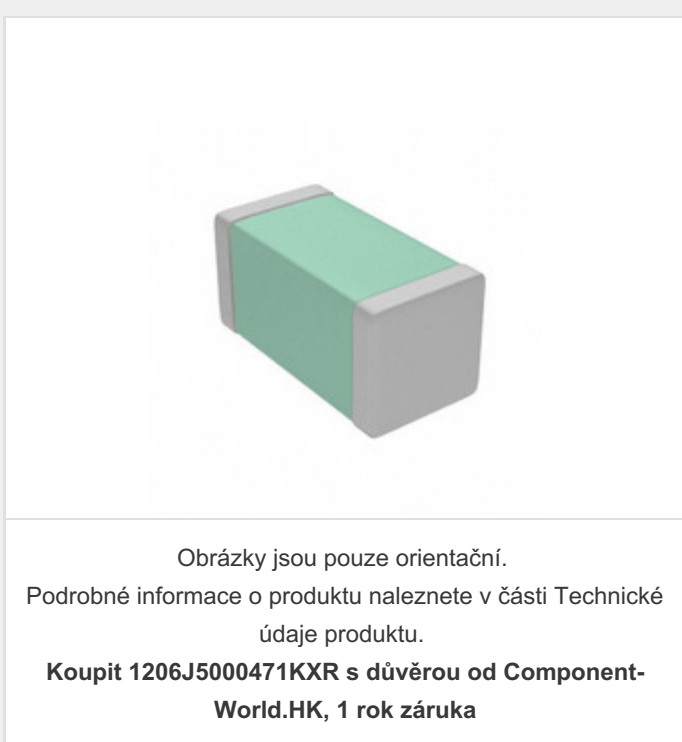 Obrázky jsou pouze orientační.
Podrobné informace o produktu naleznete v části Technické
údaje produktu.
Koupit 1206J5000471KXR s důvěrou od Component-
World.HK, 1 rok záruka